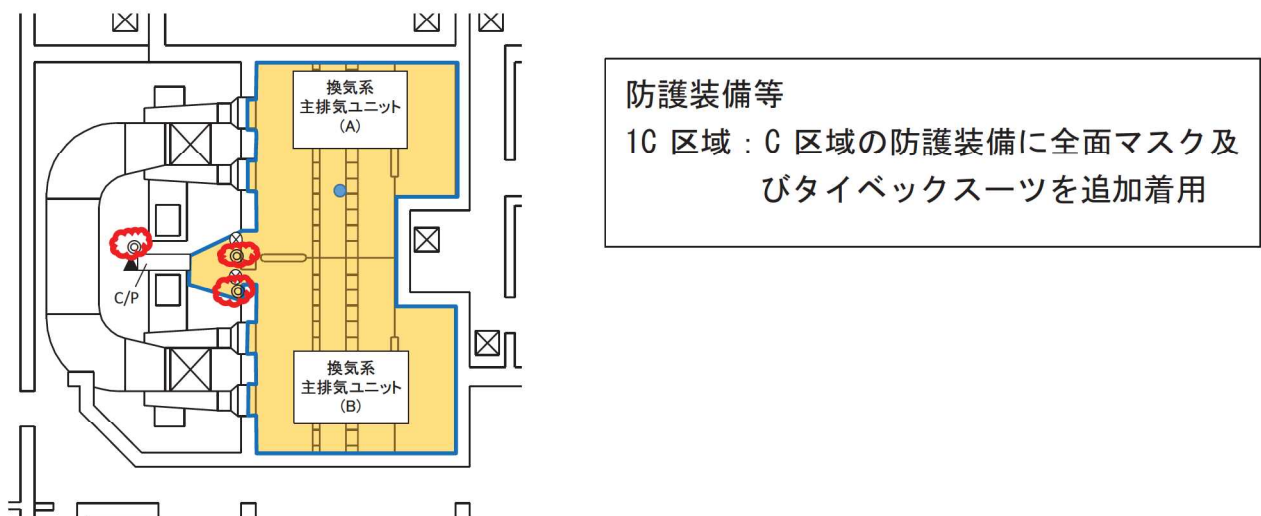 換気系
主排気ユニット
(A)
C/P
換気系
主排気ユニット
(B)
防護装備等
1C 区域：C 区域の防護装備に全面マスク及
びタイベックスーツを追加着用